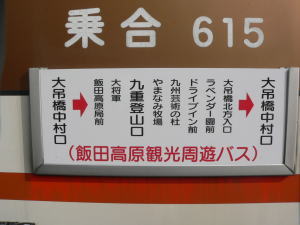 乗合 615
大吊橋中村口
飯田高原局前
大将軍
九重登山口
やまなみ牧場
九州芸術の杜
ドライブイン前
ラベンダー園前
大吊橋北方入口
大吊橋中村口
(飯田高原観光周遊バス)